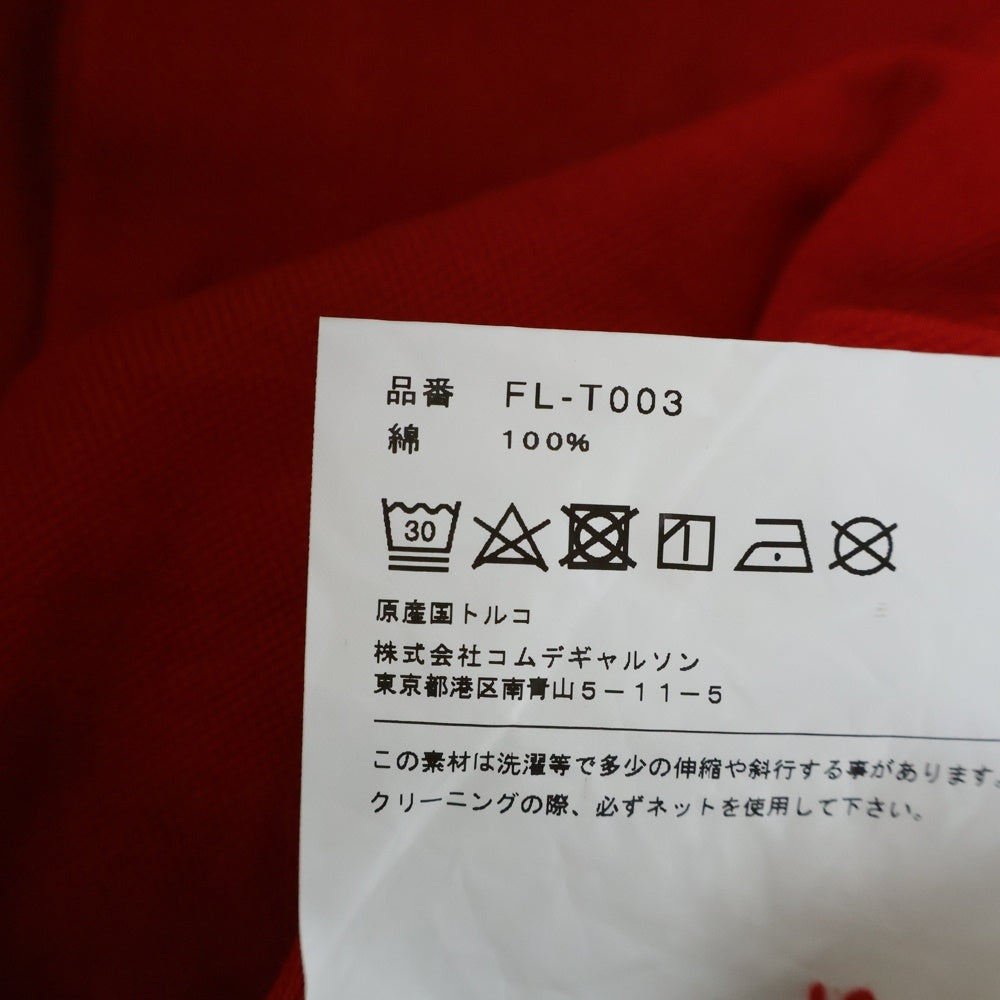 品番 FL-T003
綿 100%
30
原産国トルコ
株式会社コムデギャルソン
東京都港区南青山5-11-5
この素材は洗濯等で多少の伸縮や斜行する事があります。
クリーニングの際、必ずネットを使用して下さい。